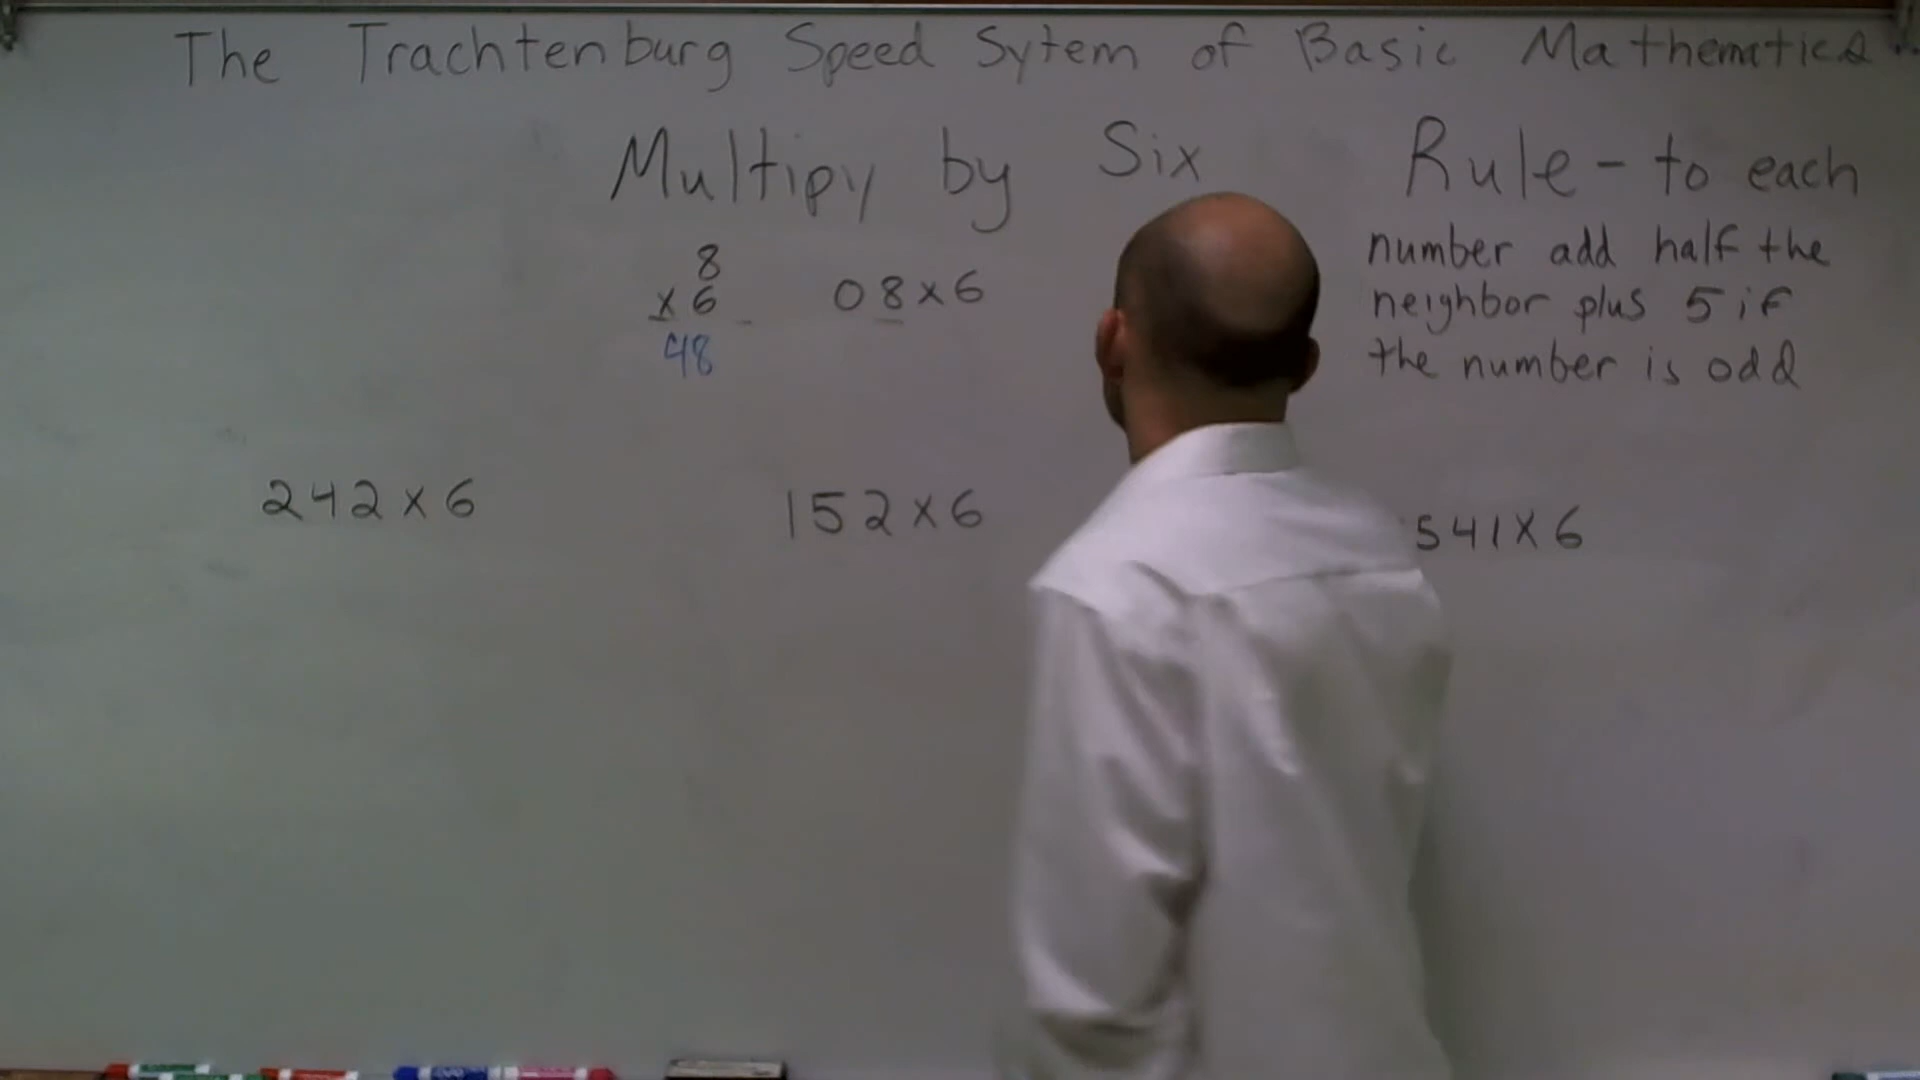 The Trachtenburg Speed Sytem of Basic Mathematics
Multipy by Six
Rule - to each
number add half the
neighbor plus 5 if
the number is odd
8
x 6
48
08x6
242x6
152x6
541x6